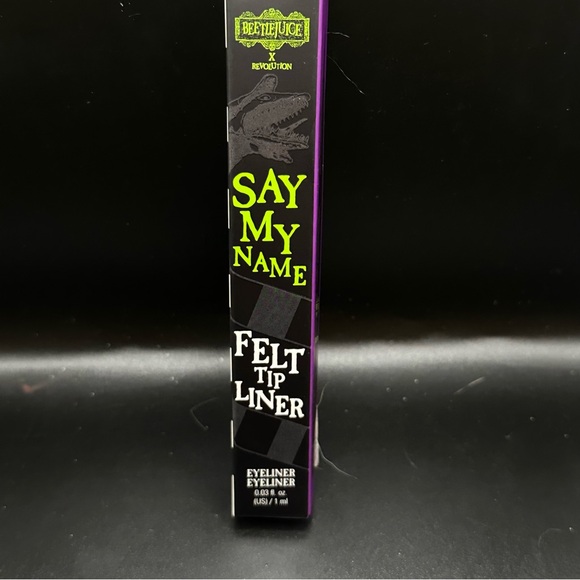 BEETLEJUICE
X
REVOLUTION
SAY
MY
NAME
FELT
TIP
LINER
EYELINER
EYELINER
0.03 fl. oz.
(US) / 1 ml